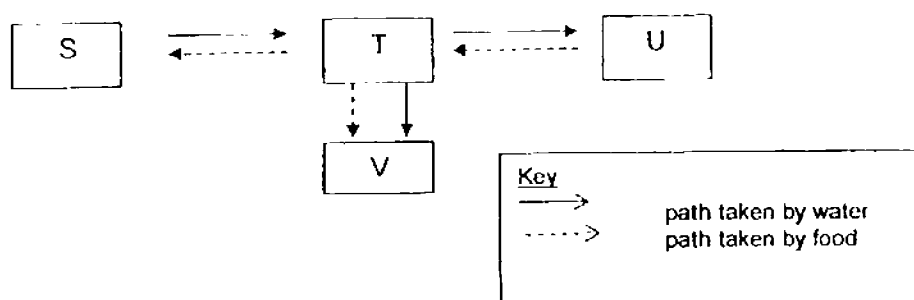 S
T
U
V
Key
path taken by water
path taken by food